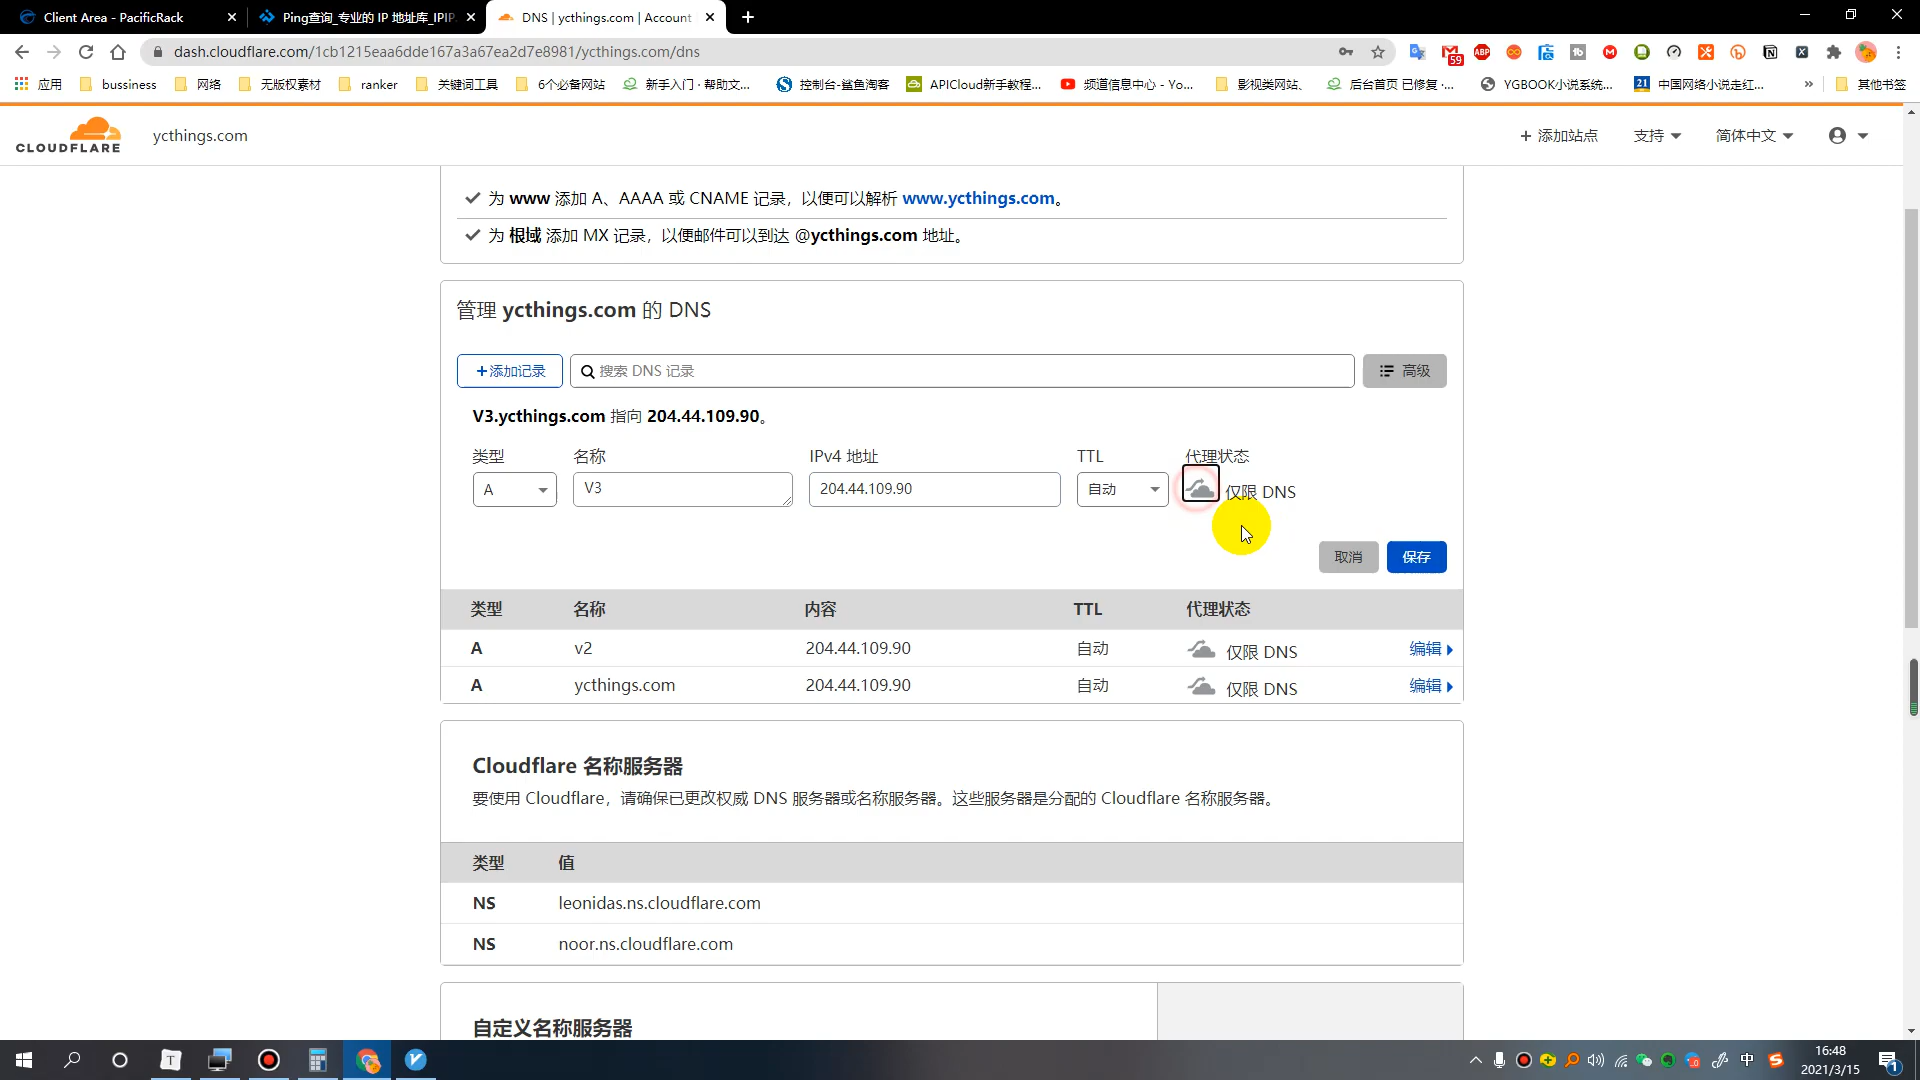 Client Area - PacificRack
Ping查询_专业的 IP 地址库_IPIP.
DNS | ycthings.com | Account
dash.cloudflare.com/1cb1215eaa6dde167a3a67ea2d7e8981/ycthings.com/dns
59
应用
bussiness
网络
无版权素材
ranker
关键词工具
6个必备网站
新手入门 · 帮助文...
控制台-鲨鱼淘客
APICloud新手教程...
频道信息中心 - Yo...
影视类网站、
后台首页 已修复 ·...
YGBOOK小说系统...
中国网络小说走红...
»
其他书签
CLOUDFLARE
ycthings.com
+ 添加站点
支持
简体中文
为 www 添加 A、AAAA 或 CNAME 记录，以便可以解析 www.ycthings.com。
为 根域 添加 MX 记录，以便邮件可以到达 @ycthings.com 地址。
管理 ycthings.com 的 DNS
+添加记录
搜索 DNS 记录
高级
V3.ycthings.com 指向 204.44.109.90。
类型 名称 IPv4 地址 TTL 代理状态
A V3 204.44.109.90 自动 仅限 DNS
取消 保存
类型 名称 内容 TTL 代理状态
A v2 204.44.109.90 自动 仅限 DNS 编辑
A ycthings.com 204.44.109.90 自动 仅限 DNS 编辑
Cloudflare 名称服务器
要使用 Cloudflare，请确保已更改权威 DNS 服务器或名称服务器。这些服务器是分配的 Cloudflare 名称服务器。
类型 值
NS leonidas.ns.cloudflare.com
NS noor.ns.cloudflare.com
自定义名称服务器
中
16:48
2021/3/15
1